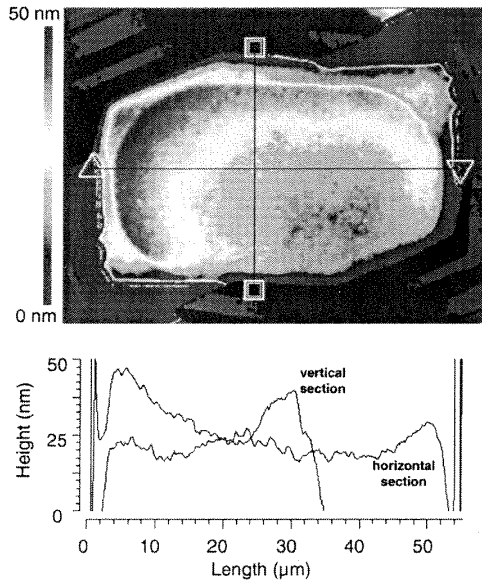 50 nm
0 nm
50
25
0
Height (nm)
vertical
section
horizontal
section
0 10 20 30 40 50
Length (µm)